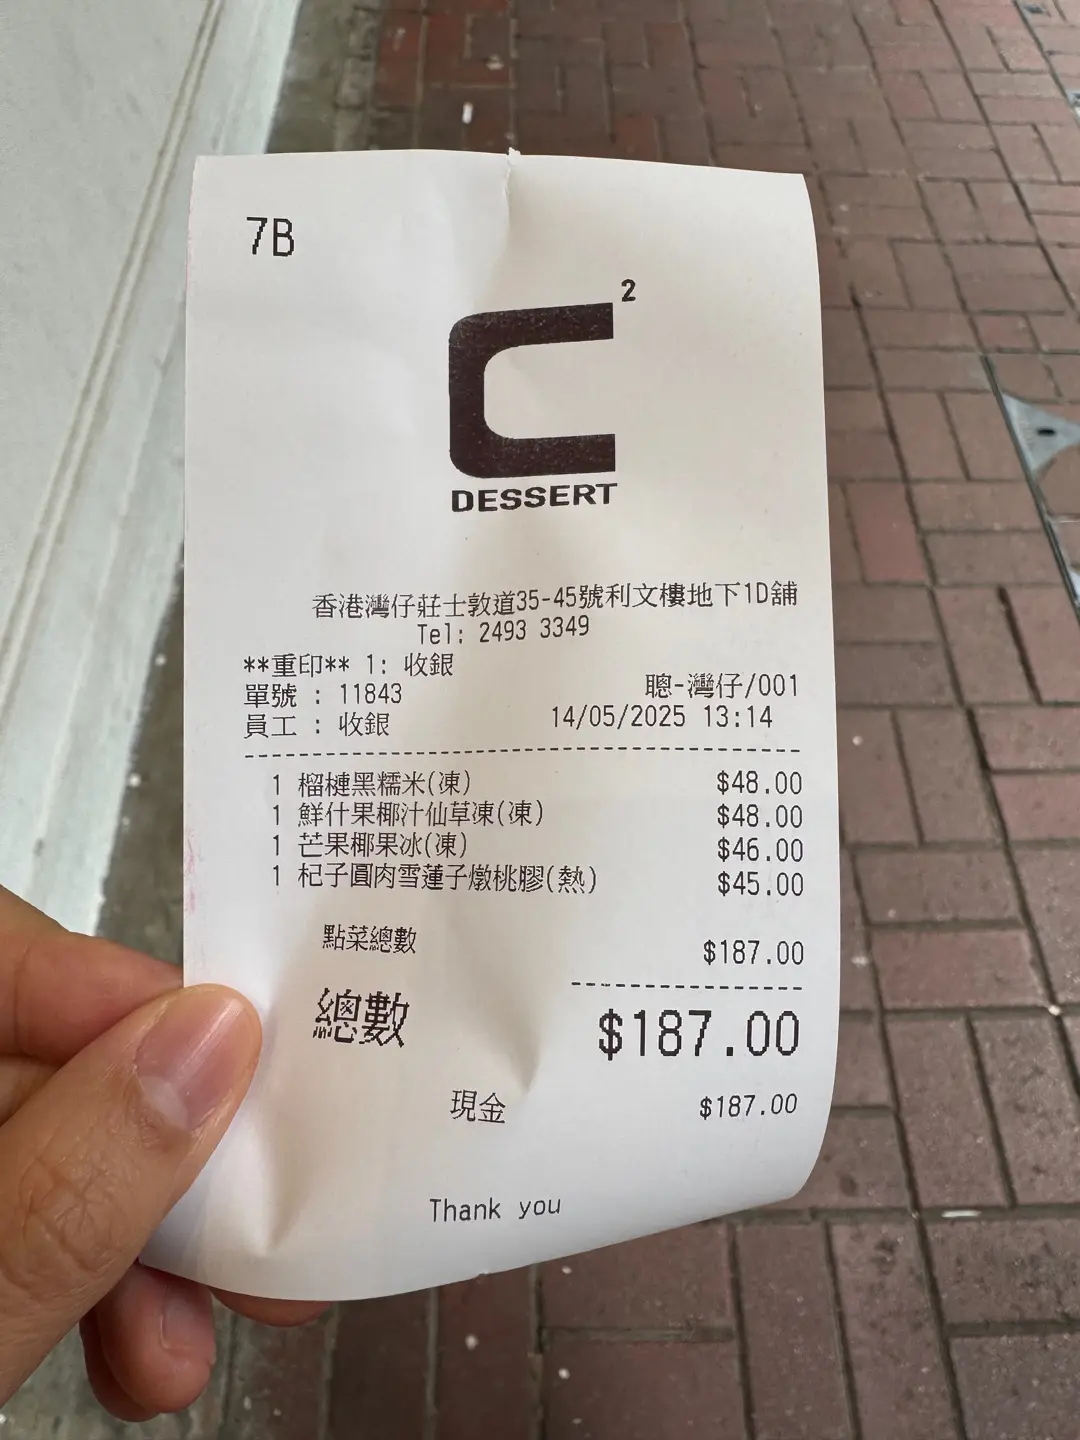 7B
C²
DESSERT
香港灣仔莊士敦道35-45號利文樓地下1D舖
Tel: 2493 3349
**重印** 1: 收銀
單號 : 11843 聰-灣仔/001
員工 : 收銀 14/05/2025 13:14
1 榴槤黑糯米(凍) $48.00
1 鮮什果椰汁仙草凍(凍) $48.00
1 芒果椰果冰(凍) $46.00
1 杞子圓肉雪蓮子燉桃膠(熱) $45.00
點菜總數 $187.00
總數 $187.00
現金 $187.00
Thank you